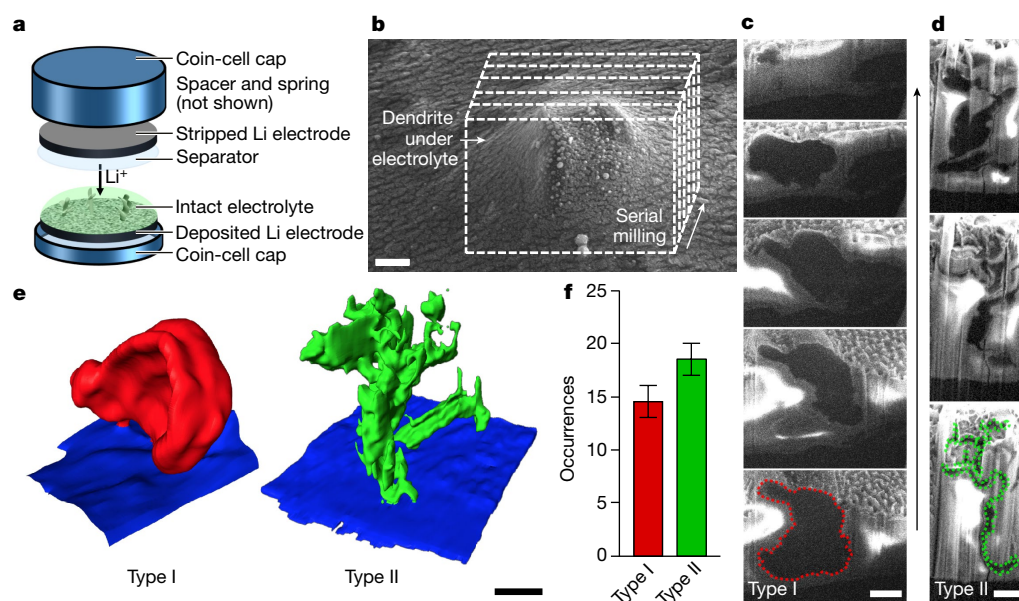 a
Coin-cell cap
Spacer and spring
(not shown)
Stripped Li electrode
Separator
Li⁺
Intact electrolyte
Deposited Li electrode
Coin-cell cap
b
Dendrite
under
electrolyte
Serial
milling
c
Type I
d
Type II
e
Type I
Type II
f
Occurrences
25
20
15
10
5
0
Type I
Type II